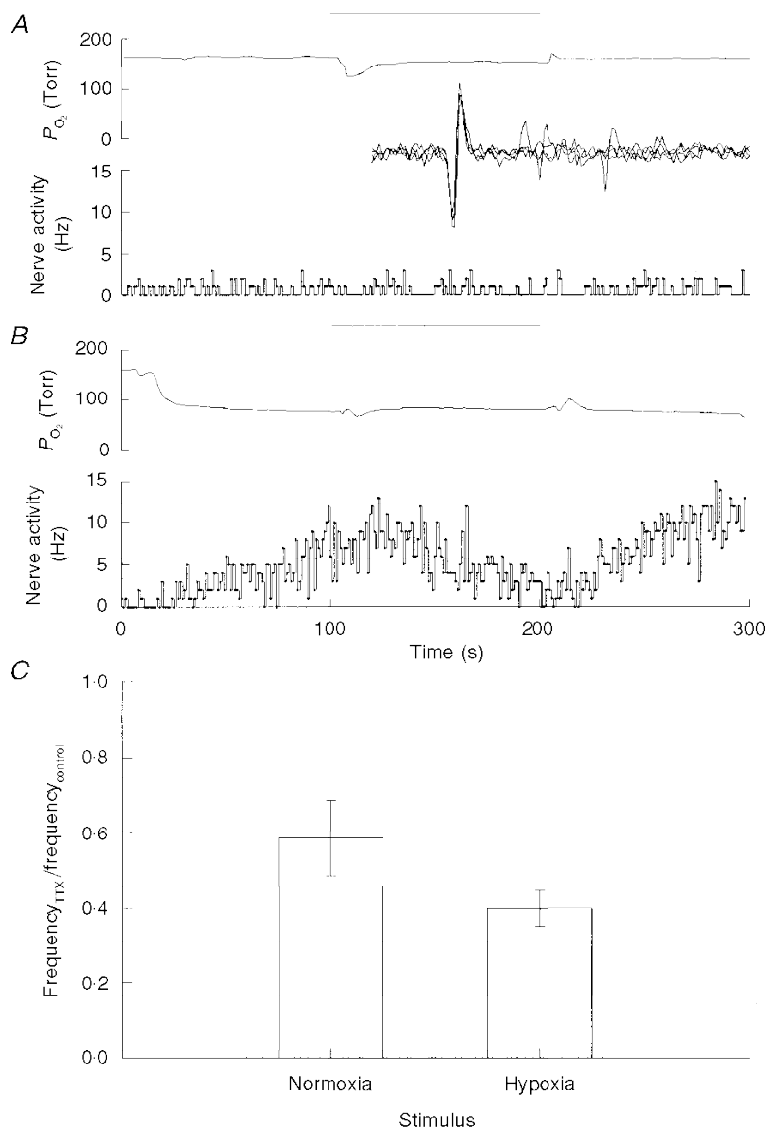 A
200
100
0
P O2 (Torr)
15
10
5
0
Nerve activity
(Hz)
B
200
100
0
P O2 (Torr)
15
10
5
0
Nerve activity
(Hz)
0 100 200 300
Time (s)
C
1·0
0·8
0·6
0·4
0·2
0·0
Frequency TTX /frequency control
Normoxia Hypoxia
Stimulus